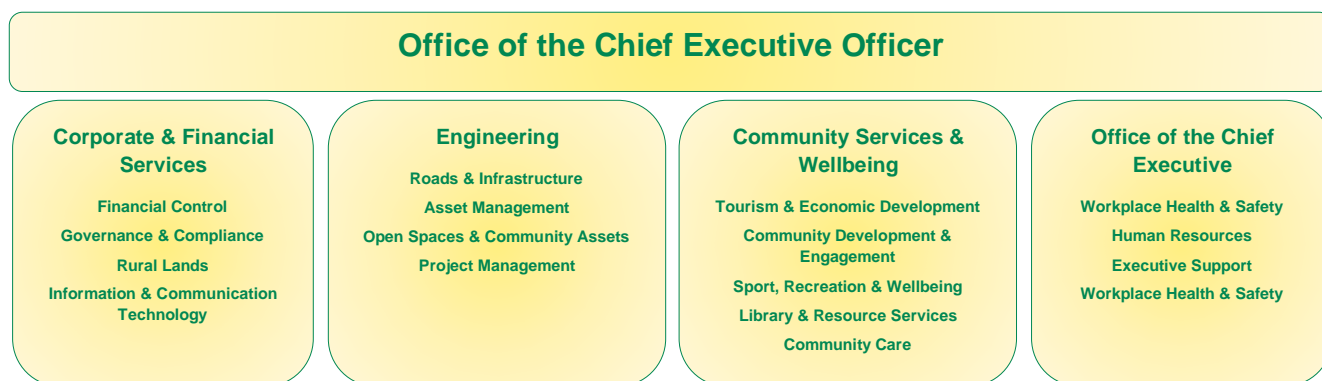 Office of the Chief Executive Officer
Corporate & Financial
Services
Financial Control
Governance & Compliance
Rural Lands
Information & Communication
Technology
Engineering
Roads & Infrastructure
Asset Management
Open Spaces & Community Assets
Project Management
Community Services &
Wellbeing
Tourism & Economic Development
Community Development &
Engagement
Sport, Recreation & Wellbeing
Library & Resource Services
Community Care
Office of the Chief
Executive
Workplace Health & Safety
Human Resources
Executive Support
Workplace Health & Safety